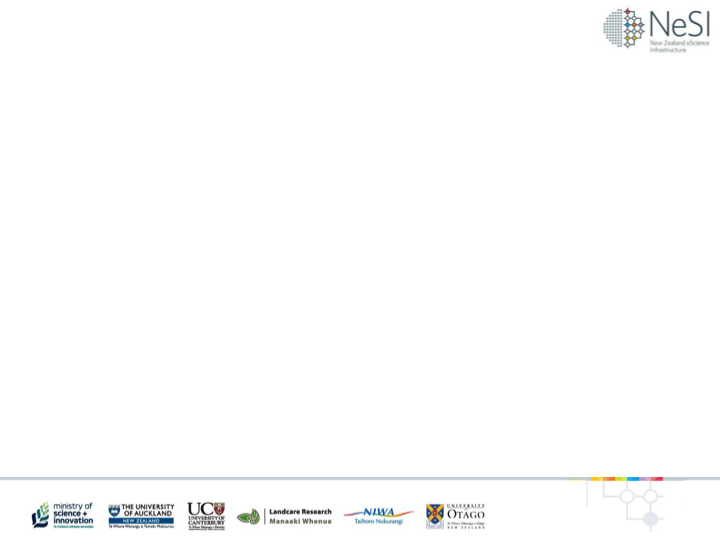 NeSI
New Zealand eScience
Infrastructure
ministry of
science +
innovation
THE UNIVERSITY
OF AUCKLAND
NEW ZEALAND
Te Whare Wānanga o Tāmaki Makaurau
UC
UNIVERSITY OF
CANTERBURY
Landcare Research
Manaaki Whenua
NIWA
Taihoro Nukurangi
UNIVERSITY
OTAGO
NEW ZEALAND